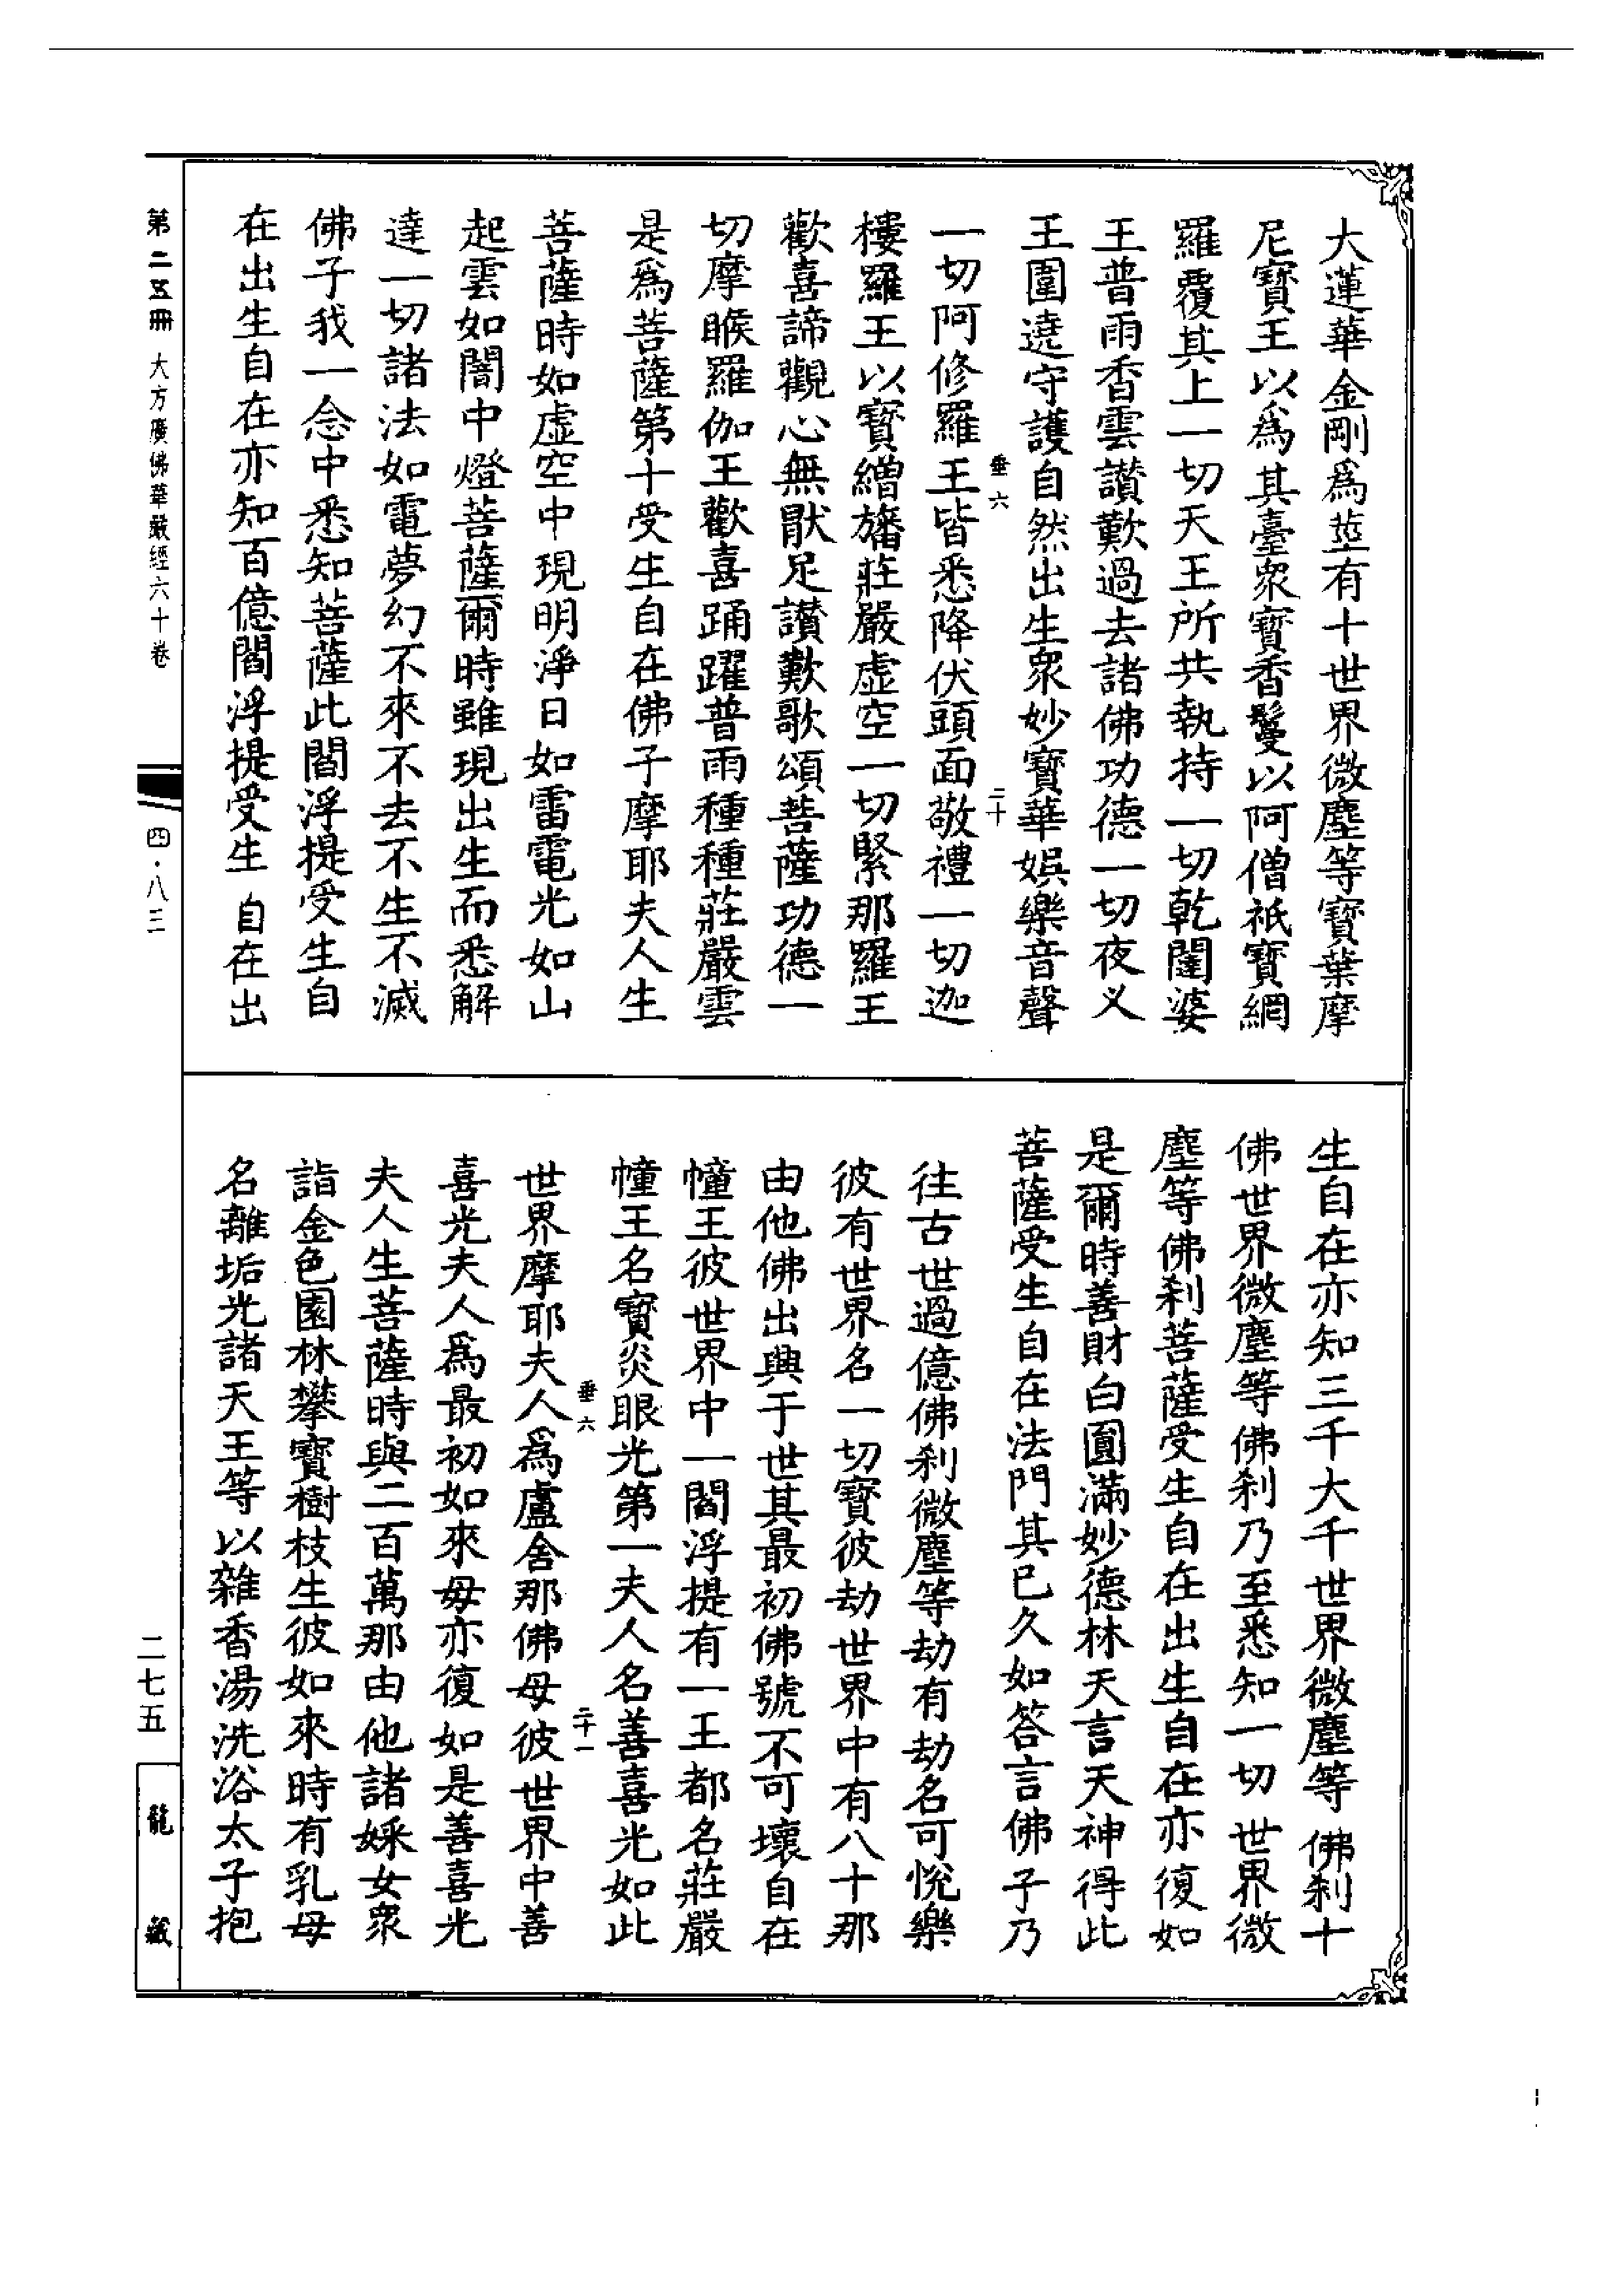 大蓮華金剛爲莖有十世界微塵等寶葉摩
尼寶王以爲其臺衆寶香鬘以阿僧祇寶網
羅覆其上一切天王所共執持一切乾闥婆
王普雨香雲讃歎過去諸佛功德一切夜义
王圍遶守護自然出生衆妙寶華娛樂音聲
垂六
二十
一切阿修羅王皆悉降伏頭面敬禮一切迦
樓羅王以寶繒旛莊嚴虛空一切緊那羅王
歡喜諦觀心無猒足讃歎歌頌菩薩功德一
切摩睺羅伽王歡喜踊躍普雨種種莊嚴雲
是爲菩薩第十受生自在佛子摩耶夫人生
菩薩時如虛空中現明淨日如雷電光如山
起雲如闇中燈菩薩爾時雖現出生而悉解
達一切諸法如電夢幻不來不去不生不滅
佛子我一念中悉知菩薩此閻浮提受生自
在出生自在亦知百億閻浮提受生自在出
生自在亦知三千大千世界微塵等佛刹十
佛世界微塵等佛刹乃至悉知一切世界微
塵等佛刹菩薩受生自在出生自在亦復如
是爾時善財白圓滿妙德林天言天神得此
菩薩受生自在法門其已久如答言佛子乃
往古世過億佛刹微塵等劫有劫名可悅樂
彼有世界名一切寶彼劫世界中有八十那
由他佛出興于世其最初佛號不可壞自在
幢王彼世界中一閻浮提有一王都名莊嚴
幢王名寶炎眼光第一夫人名善喜光如此
垂六
二十一
世界摩耶夫人爲盧舍那佛母彼世界中善
喜光夫人爲最初如來母亦復如是善喜光
夫人生菩薩時與二百萬那由他諸婇女衆
詣金色園林攀寶樹枝生彼如來時有乳母
名離垢光諸天王等以雜香湯洗浴太子抱
第二五冊 大方廣佛華嚴經六十卷
四·八三
二七五
龍藏